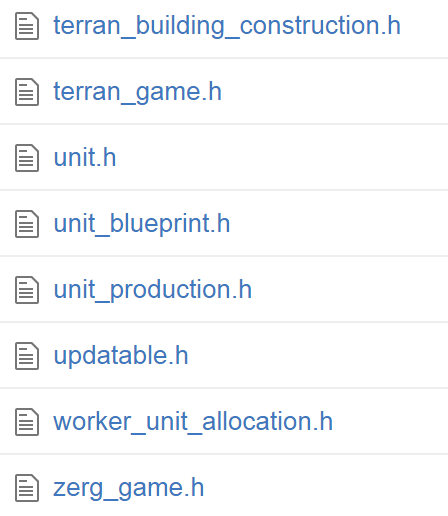 terran_building_construction.h
terran_game.h
unit.h
unit_blueprint.h
unit_production.h
updatable.h
worker_unit_allocation.h
zerg_game.h